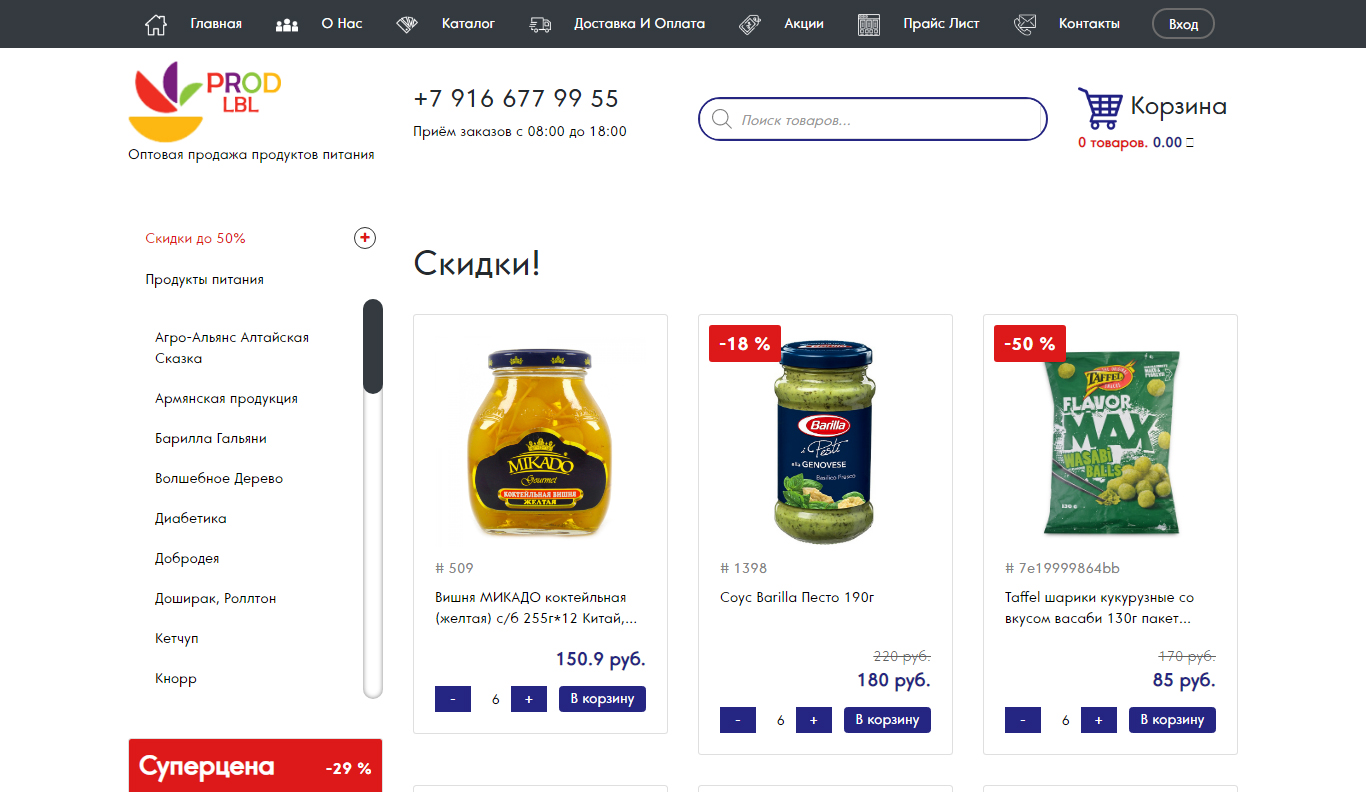 Главная
О Нас
Каталог
Доставка И Оплата
Акции
Прайс Лист
Контакты
Вход
PROD
LBL
Оптовая продажа продуктов питания
+7 916 677 99 55
Приём заказов с 08:00 до 18:00
Поиск товаров...
Корзина
0 товаров. 0.00
Скидки до 50%
+
Продукты питания
Агро-Альянс Алтайская
Сказка
Армянская продукция
Барилла Гальяни
Волшебное Дерево
Диабетика
Добродея
Доширак, Роллтон
Кетчуп
Кнорр
Суперцена
-29 %
Скидки!
MIKADO
Gourmet
КОКТЕЙЛЬНАЯ ВИШНЯ
ЖЕЛТАЯ
# 509
Вишня МИКАДО коктейльная
(желтая) с/б 255г*12 Китай,...
150.9 руб.
- 6 + В корзину
-18 %
Barilla
i Pesti
alla GENOVESE
Basilico Fresco
# 1398
Соус Barilla Песто 190г
220 руб.
180 руб.
- 6 + В корзину
-50 %
TAFFEL
FLAVOR
MAX
WASABI
BALLS
130 g
# 7e19999864bb
Taffel шарики кукурузные со
вкусом васаби 130г пакет...
170 руб.
85 руб.
- 6 + В корзину